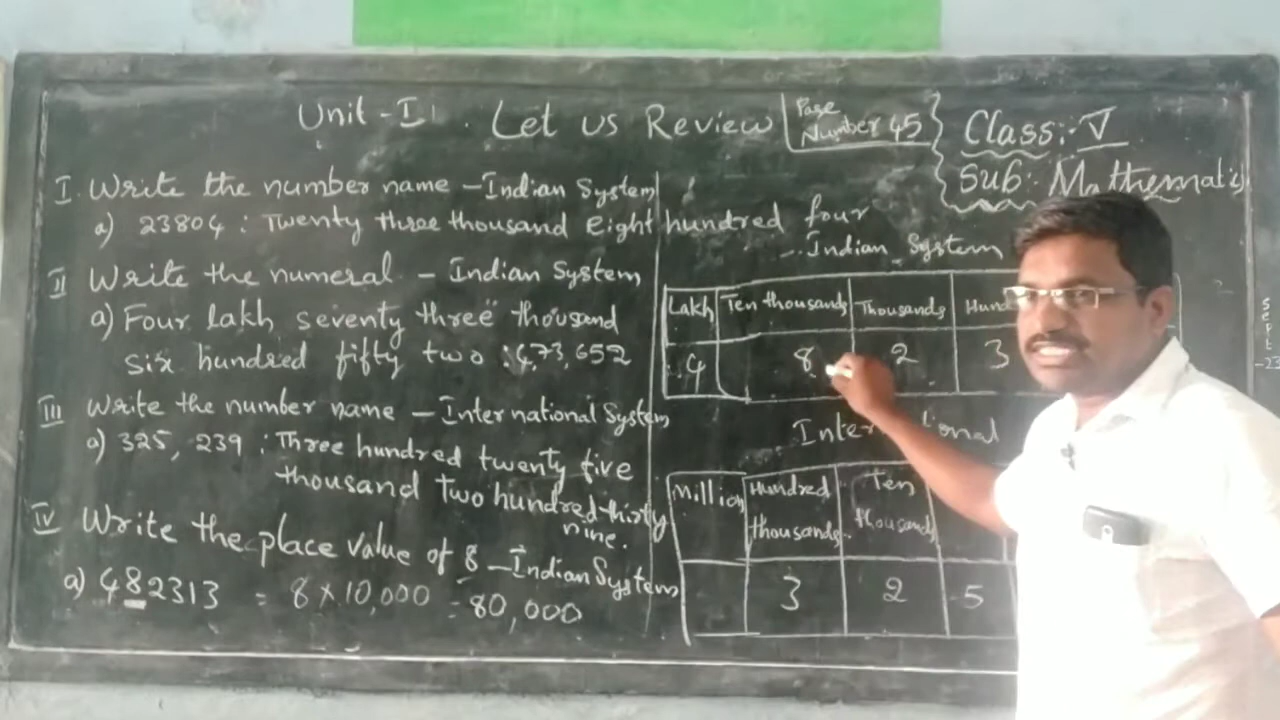 Unit - II. Let us Review
Page
Number 45
Class: V
Sub: Mathematics
I. Write the number name - Indian System
a) 23804 : Twenty three thousand Eight hundred four
II Write the numeral - Indian System
a) Four lakh seventy three thousand
six hundred fifty two : 4,73,652
III Write the number name - International System
a) 325, 239 : Three hundred twenty five
thousand two hundred thirty
nine.
IV Write the place value of 8 - Indian System
a) 482313 = 8 × 10,000 = 80,000
Indian System
Lakh Ten thousands Thousands Hund
4 8 2 3
Million Hundred thousands Ten thousands
3 2 5
Sept
-23